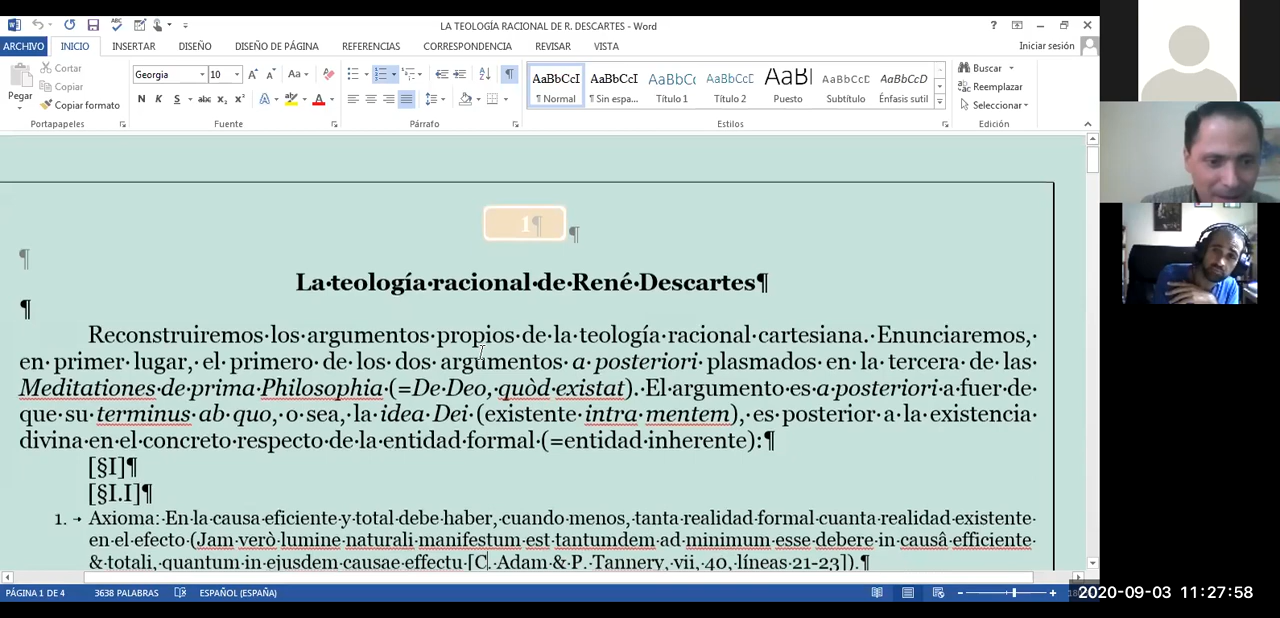 LA TEOLOGÍA RACIONAL DE R. DESCARTES - Word
ARCHIVO INICIO INSERTAR DISEÑO DISEÑO DE PÁGINA REFERENCIAS CORRESPONDENCIA REVISAR VISTA Iniciar sesión
Pegar
Cortar
Copiar
Copiar formato
Portapapeles
Georgia 10
Fuente
Párrafo
AaBbCcI AaBbCcI AaBbCc AaBbCcC AaBl AaBbCcC AaBbCcD
¶ Normal ¶ Sin espa... Título 1 Título 2 Puesto Subtítulo Énfasis sutil
Estilos
Buscar
Reemplazar
Seleccionar
Edición
1¶
¶
¶
La·teología·racional·de·René·Descartes¶
¶
Reconstruiremos·los·argumentos·propios·de·la·teología·racional·cartesiana.·Enunciaremos,·
en·primer·lugar,·el·primero·de·los·dos·argumentos·a·posteriori·plasmados·en·la·tercera·de·las·
Meditationes·de·prima·Philosophia·(=De·Deo,·quòd·existat).·El·argumento·es·a·posteriori·a·fuer·de·
que·su·terminus·ab·quo,·o·sea,·la·idea·Dei·(existente·intra·mentem),·es·posterior·a·la·existencia·
divina·en·el·concreto·respecto·de·la·entidad·formal·(=entidad·inherente):¶
[§I]¶
[§I.I]¶
1. → Axioma:·En·la·causa·eficiente·y·total·debe·haber,·cuando·menos,·tanta·realidad·formal·cuanta·realidad·existente·
en·el·efecto·(Jam·verò·lumine·naturali·manifestum·est·tantumdem·ad·minimum·esse·debere·in·causâ·efficiente·
&·totali,·quantum·in·ejusdem·causae·effectu·[C.·Adam·&·P.·Tannery,·vii,·40,·líneas·21-23]).¶
PÁGINA 1 DE 4 3638 PALABRAS ESPAÑOL (ESPAÑA)
2020-09-03 11:27:58